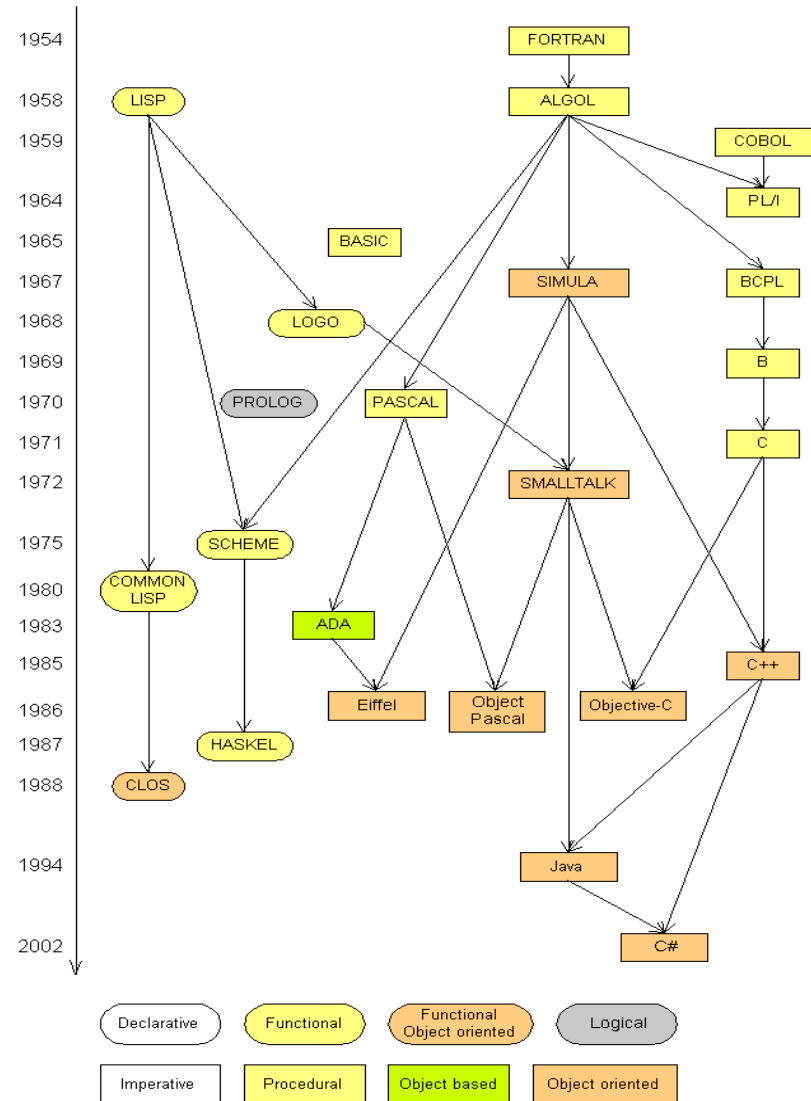 1954
FORTRAN
1958
LISP
ALGOL
1959
COBOL
1964
PL/I
1965
BASIC
1967
SIMULA
BCPL
1968
LOGO
1969
B
1970
PROLOG
PASCAL
1971
C
1972
SMALLTALK
1975
SCHEME
1980
COMMON
LISP
1983
ADA
1985
C++
1986
Eiffel
Object
Pascal
Objective-C
1987
HASKEL
1988
CLOS
1994
Java
2002
C#
Declarative
Functional
Functional
Object oriented
Logical
Imperative
Procedural
Object based
Object oriented